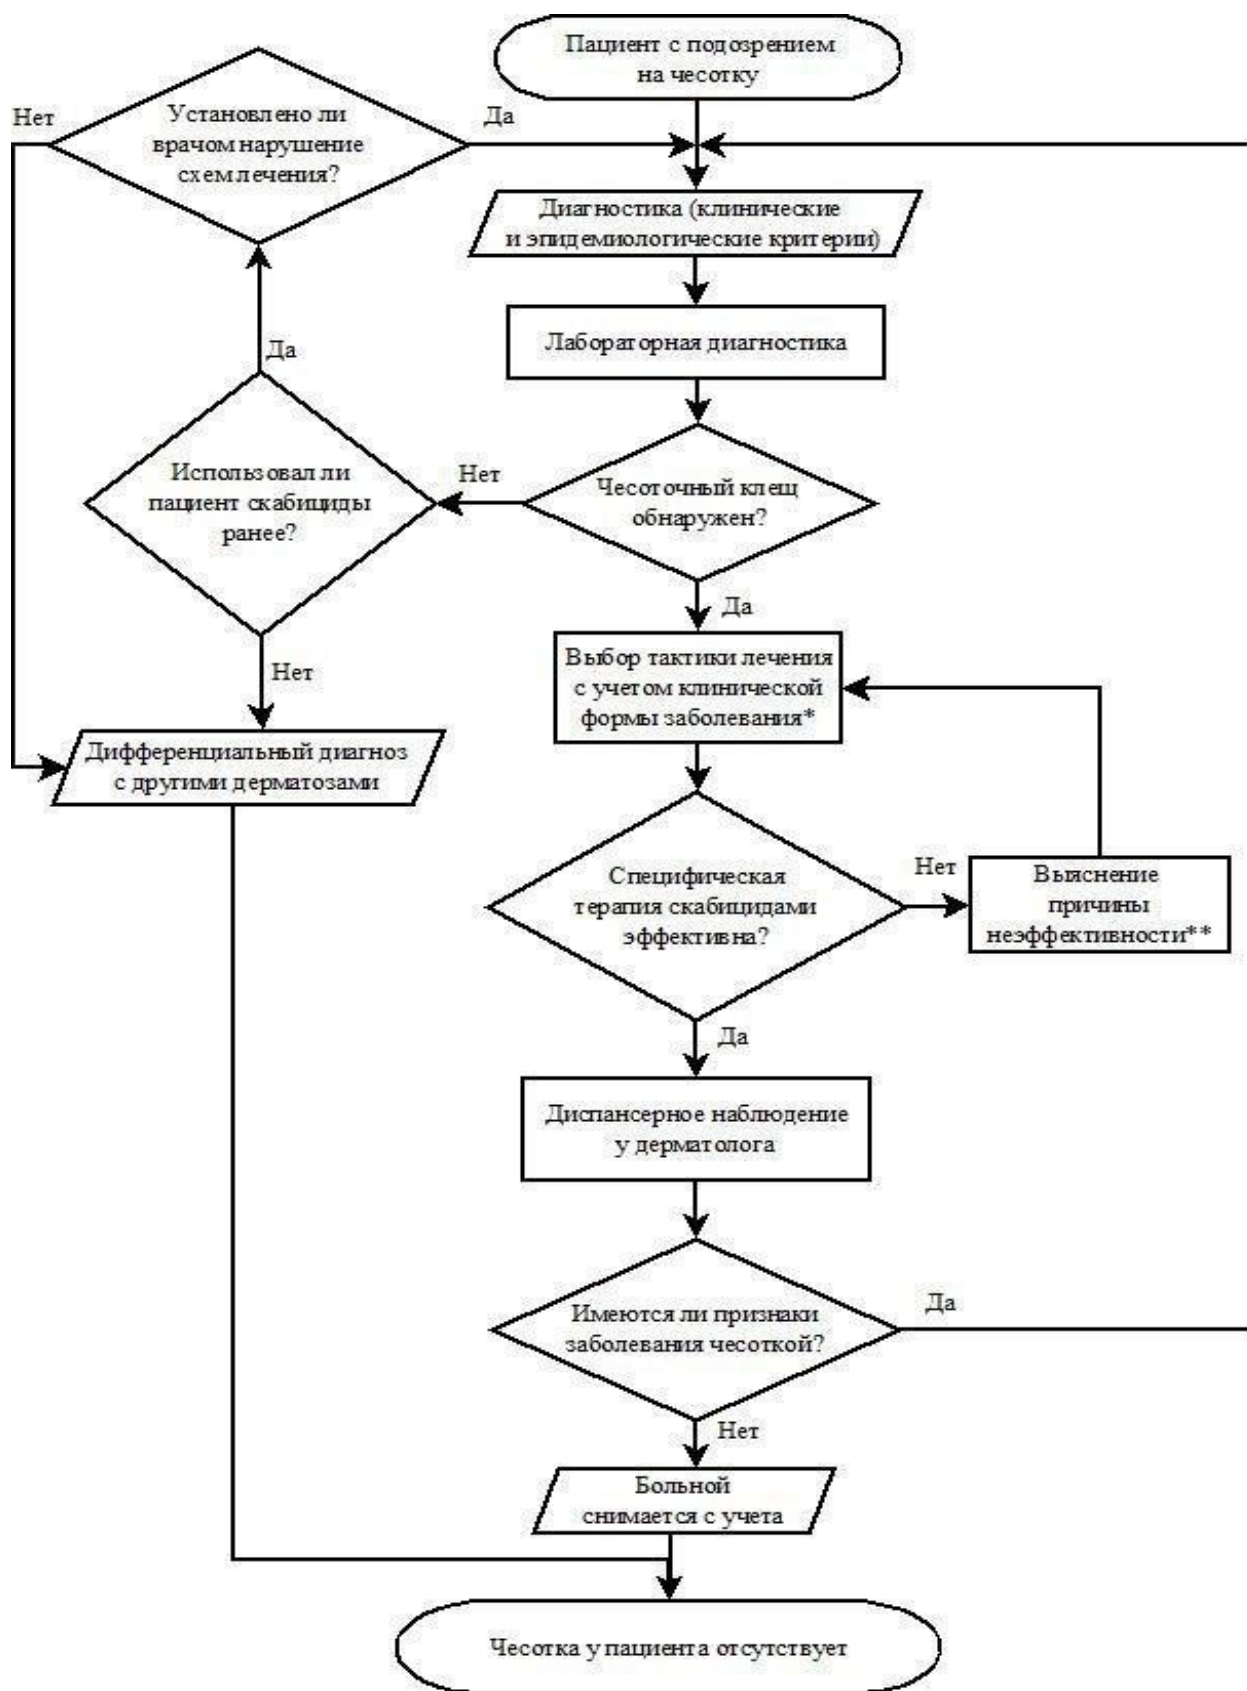 Пациент с подозрением
на чесотку
Нет
Установлено ли
врачом нарушение
схем лечения?
Да
Диагностика (клинические
и эпидемиологические критерии)
Лабораторная диагностика
Да
Использовал ли
пациент скабициды
ранее?
Нет
Чесоточный клещ
обнаружен?
Да
Выбор тактики лечения
с учетом клинической
формы заболевания*
Нет
Дифференциальный диагноз
с другими дерматозами
Специфическая
терапия скабицидами
эффективна?
Нет
Выяснение
причины
неэффективности**
Да
Диспансерное наблюдение
у дерматолога
Имеются ли признаки
заболевания чесоткой?
Да
Нет
Больной
снимается с учета
Чесотка у пациента отсутствует